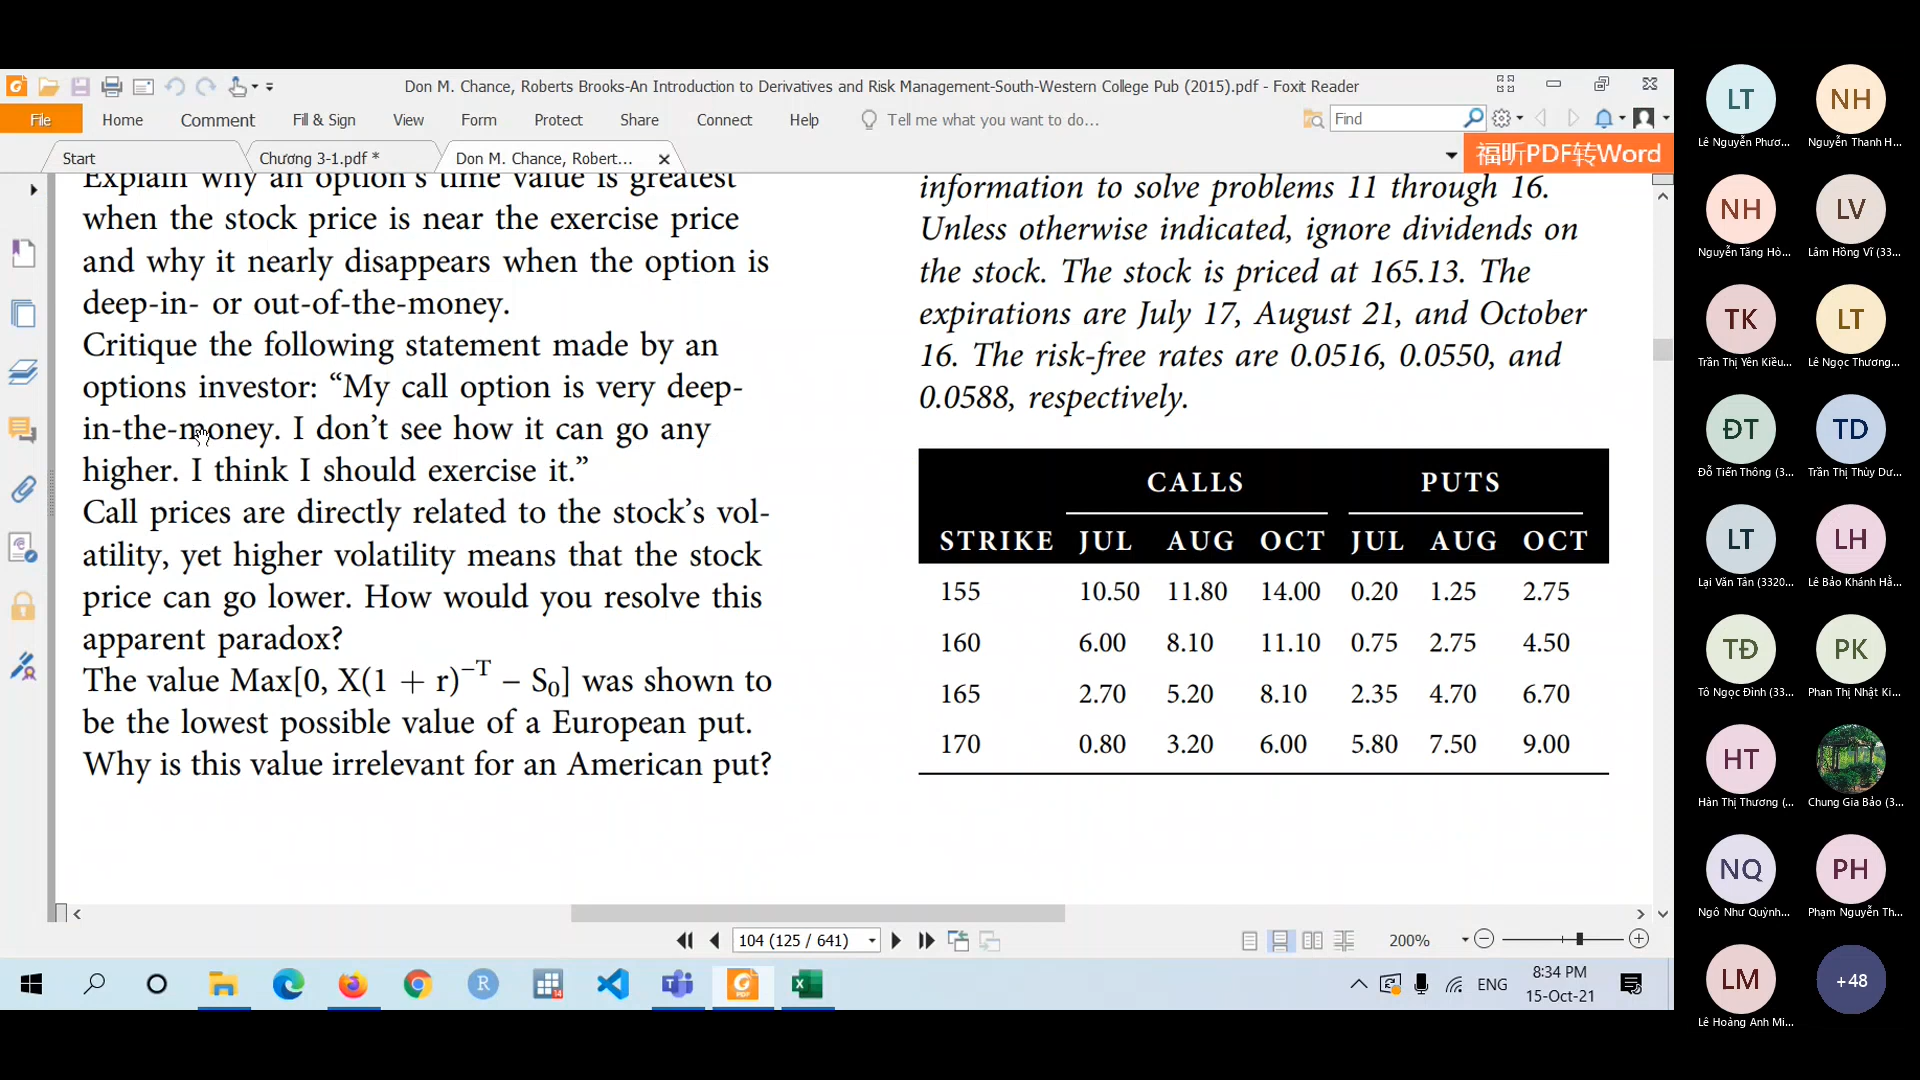 Don M. Chance, Roberts Brooks-An Introduction to Derivatives and Risk Management-South-Western College Pub (2015).pdf - Foxit Reader
File Home Comment Fill & Sign View Form Protect Share Connect Help Tell me what you want to do... Find
Start Chương 3-1.pdf * Don M. Chance, Robert... 福昕PDF转Word
Explain why an option's time value is greatest
when the stock price is near the exercise price
and why it nearly disappears when the option is
deep-in- or out-of-the-money.
Critique the following statement made by an
options investor: “My call option is very deep-
in-the-money. I don’t see how it can go any
higher. I think I should exercise it.”
Call prices are directly related to the stock’s vol-
atility, yet higher volatility means that the stock
price can go lower. How would you resolve this
apparent paradox?
The value Max[0, X(1 + r)⁻ᵀ – S₀] was shown to
be the lowest possible value of a European put.
Why is this value irrelevant for an American put?
information to solve problems 11 through 16.
Unless otherwise indicated, ignore dividends on
the stock. The stock is priced at 165.13. The
expirations are July 17, August 21, and October
16. The risk-free rates are 0.0516, 0.0550, and
0.0588, respectively.
CALLS PUTS
STRIKE JUL AUG OCT JUL AUG OCT
155 10.50 11.80 14.00 0.20 1.25 2.75
160 6.00 8.10 11.10 0.75 2.75 4.50
165 2.70 5.20 8.10 2.35 4.70 6.70
170 0.80 3.20 6.00 5.80 7.50 9.00
104 (125 / 641) 200%
ENG
8:34 PM
15-Oct-21
LT NH
Lê Nguyễn Phươ... Nguyễn Thanh H...
NH LV
Nguyễn Tăng Hò... Lâm Hồng Vĩ (33...
TK LT
Trần Thị Yên Kiều... Lê Ngọc Thương...
ĐT TD
Đỗ Tiến Thông (3... Trần Thị Thùy Dư...
LT LH
Lại Văn Tân (3320... Lê Bảo Khánh Hằ...
TĐ PK
Tô Ngọc Đình (33... Phan Thị Nhật Ki...
HT
Hàn Thị Thương (... Chung Gia Bảo (3...
NQ PH
Ngô Như Quỳnh... Phạm Nguyễn Th...
LM +48
Lê Hoàng Anh Mi...